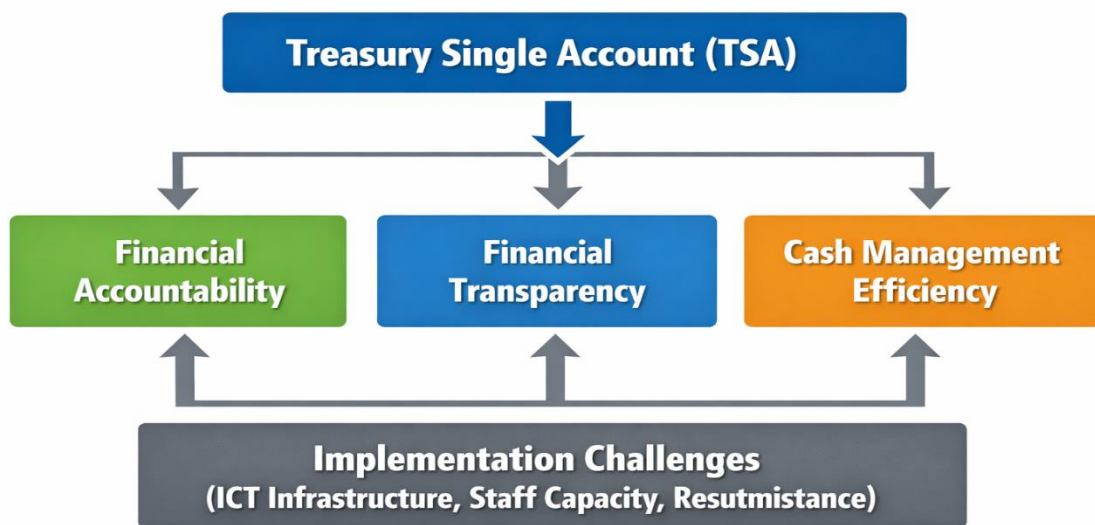 Treasury Single Account (TSA)
Financial
Accountability
Financial
Transparency
Cash Management
Efficiency
Implementation Challenges
(ICT Infrastructure, Staff Capacity, Resutmistance)